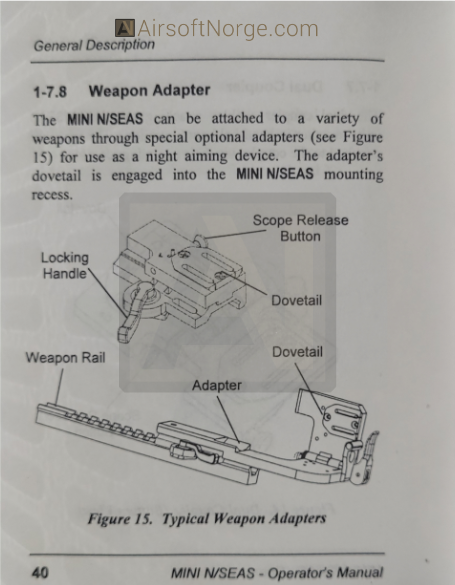 AirsoftNorge.com
General Description
1-7.8 Weapon Adapter
The MINI N/SEAS can be attached to a variety of
weapons through special optional adapters (see Figure
15) for use as a night aiming device. The adapter's
dovetail is engaged into the MINI N/SEAS mounting
recess.
Scope Release
Button
Locking
Handle
Dovetail
Weapon Rail
Dovetail
Adapter
Figure 15. Typical Weapon Adapters
40 MINI N/SEAS - Operator's Manual